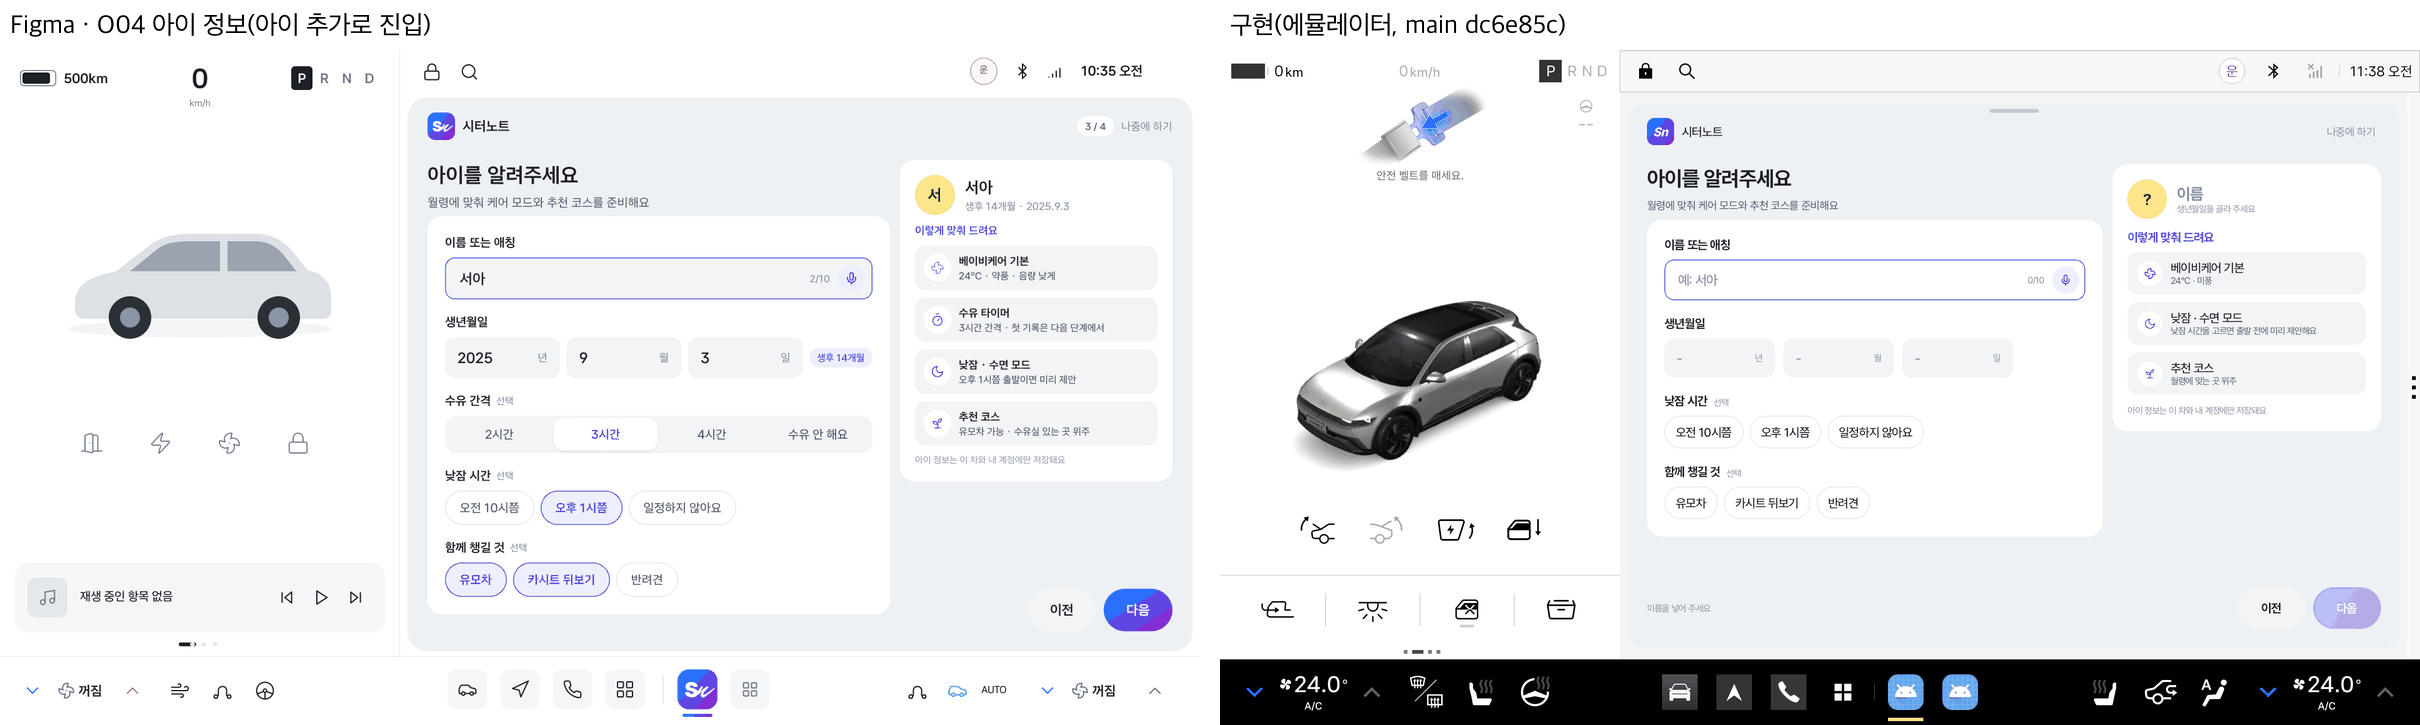 Figma · O04 아이 정보(아이 추가로 진입)
500km
0
km/h
P R N D
운
10:35 오전
시터노트
3 / 4
나중에 하기
아이를 알려주세요
월령에 맞춰 케어 모드와 추천 코스를 준비해요
이름 또는 애칭
서아
2/10
생년월일
2025 년
9 월
3 일
생후 14개월
수유 간격 선택
2시간
3시간
4시간
수유 안 해요
낮잠 시간 선택
오전 10시쯤
오후 1시쯤
일정하지 않아요
함께 챙길 것 선택
유모차
카시트 뒤보기
반려견
서
서아
생후 14개월 · 2025.9.3
이렇게 맞춰 드려요
베이비케어 기본
24°C · 약풍 · 음량 낮게
수유 타이머
3시간 간격 · 첫 기록은 다음 단계에서
낮잠 · 수면 모드
오후 1시쯤 출발이면 미리 제안
추천 코스
유모차 가능 · 수유실 있는 곳 위주
아이 정보는 이 차와 내 계정에만 저장돼요
이전
다음
재생 중인 항목 없음
꺼짐
AUTO
꺼짐
구현(에뮬레이터, main dc6e85c)
0km
0km/h
P R N D
--
안전 벨트를 매세요.
운
11:38 오전
Sn
시터노트
나중에 하기
아이를 알려주세요
월령에 맞춰 케어 모드와 추천 코스를 준비해요
이름 또는 애칭
예: 서아
0/10
생년월일
- 년
- 월
- 일
낮잠 시간 선택
오전 10시쯤
오후 1시쯤
일정하지 않아요
함께 챙길 것 선택
유모차
카시트 뒤보기
반려견
?
이름
생년월일을 골라 주세요
이렇게 맞춰 드려요
베이비케어 기본
24°C · 미풍
낮잠 · 수면 모드
낮잠 시간을 고르면 출발 전에 미리 제안해요
추천 코스
월령에 맞는 곳 위주
아이 정보는 이 차와 내 계정에만 저장돼요
이름을 넣어 주세요
이전
다음
24.0°
A/C
A
24.0°
A/C